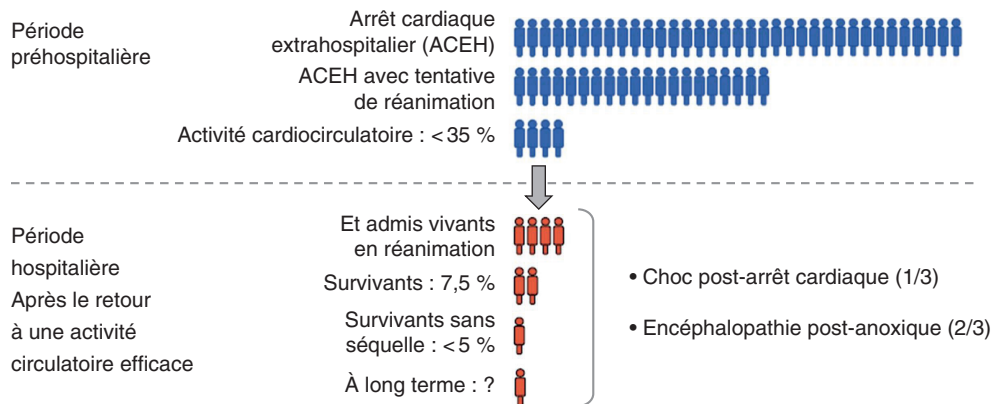 Période
préhospitalière
Arrêt cardiaque
extrahospitalier (ACEH)
ACEH avec tentative
de réanimation
Activité cardiocirculatoire : < 35 %
Période
hospitalière
Après le retour
à une activité
circulatoire efficace
Et admis vivants
en réanimation
Survivants : 7,5 %
Survivants sans
séquelle : < 5 %
À long terme : ?
• Choc post-arrêt cardiaque (1/3)
• Encéphalopathie post-anoxique (2/3)